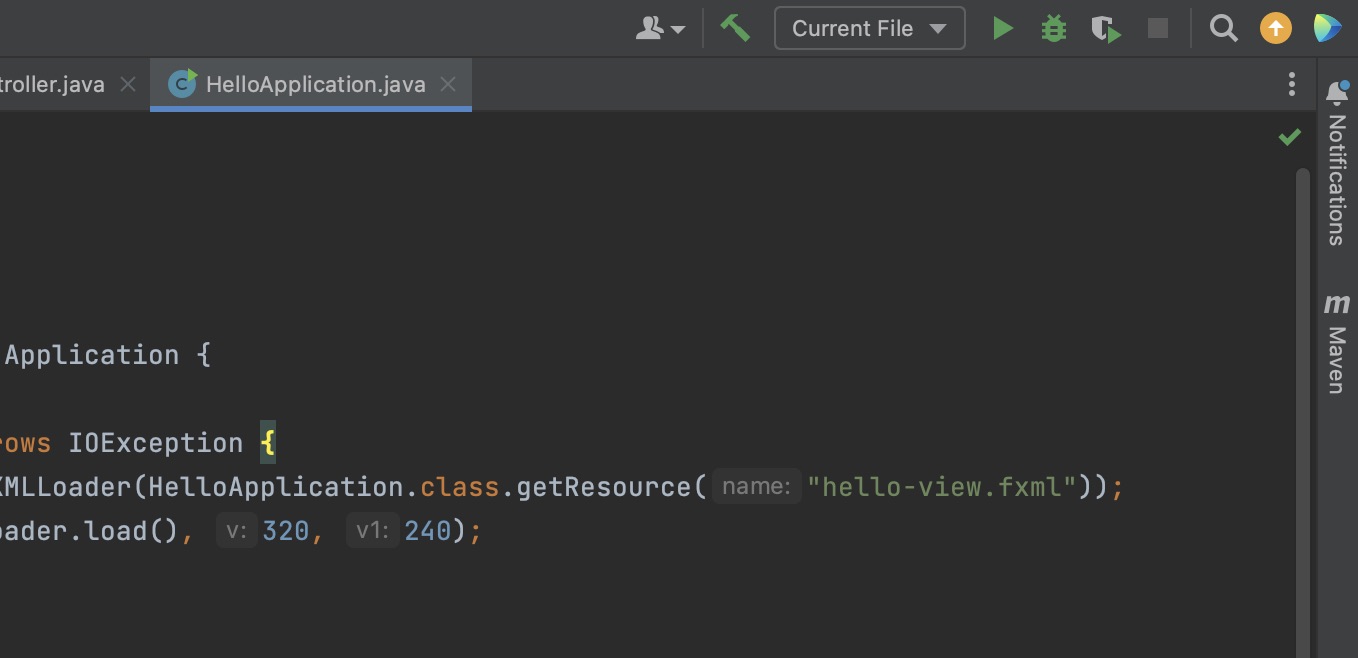 Current File
troller.java HelloApplication.java
Notifications
Maven
Application {
rows IOException {
XMLLoader(HelloApplication.class.getResource( name: "hello-view.fxml"));
oader.load(), v: 320, v1: 240);